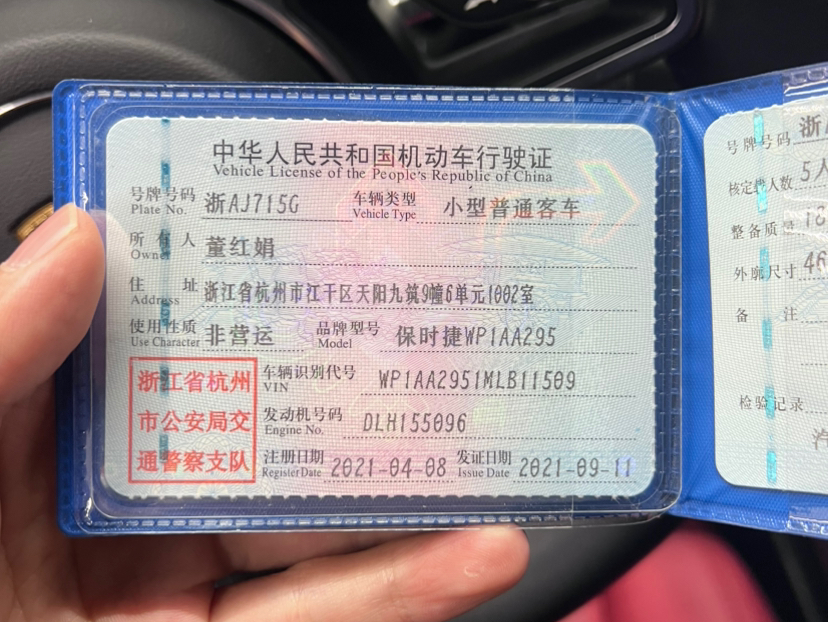 中华人民共和国机动车行驶证
Vehicle License of the People's Republic of China
号牌号码 浙AJ715G 车辆类型 小型普通客车
Plate No. Vehicle Type
所有人 董红娟
Owner
住址 浙江省杭州市江干区天阳九筑9幢6单元1002室
Address
使用性质 非营运 品牌型号 保时捷WP1AA295
Use Character Model
浙江省杭州
市公安局交
通警察支队
车辆识别代号 WP1AA2951MLB11509
VIN
发动机号码 DLH155096
Engine No.
注册日期 2021-04-08 发证日期 2021-09-11
Register Date Issue Date
号牌号码 浙
核定载人数 5人
整备质量 18
外廓尺寸 46
备注
检验记录